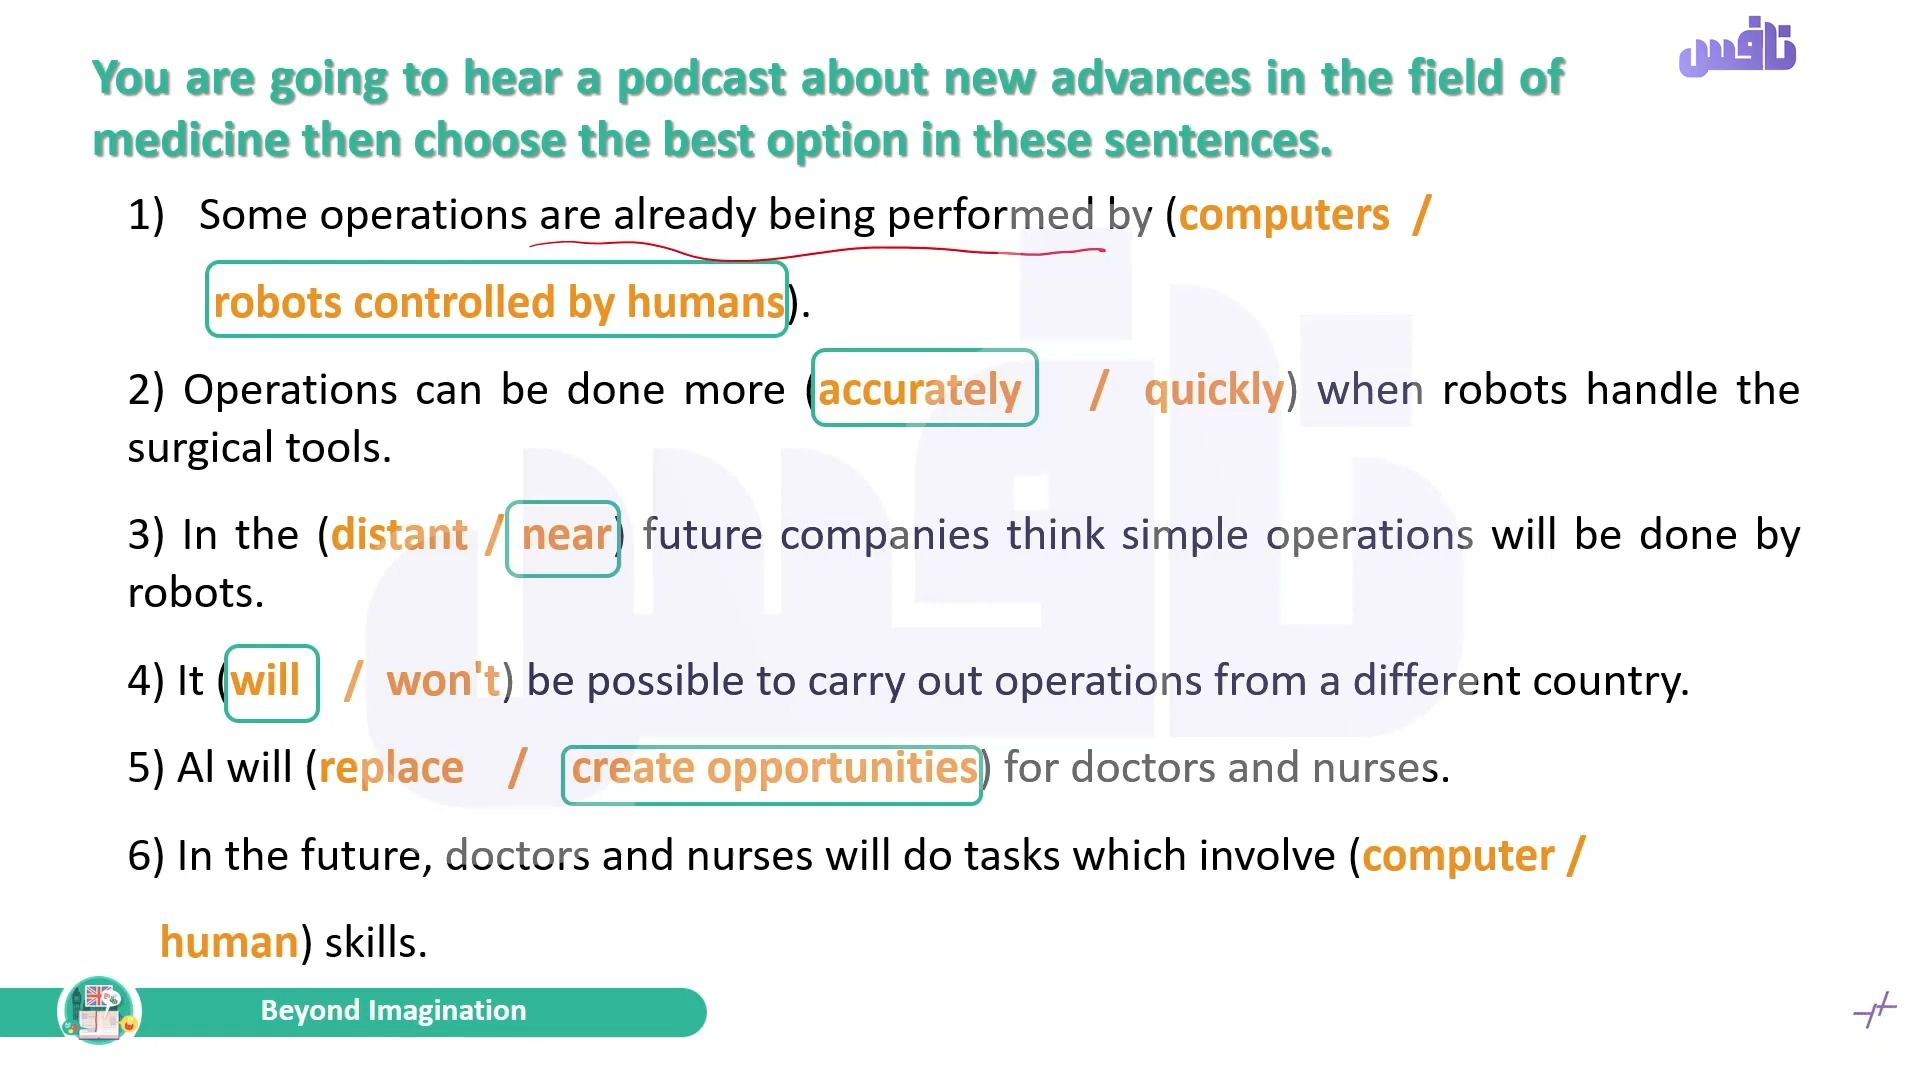 نافس
You are going to hear a podcast about new advances in the field of
medicine then choose the best option in these sentences.
1) Some operations are already being performed by (computers /
robots controlled by humans).
2) Operations can be done more (accurately / quickly) when robots handle the
surgical tools.
3) In the (distant / near) future companies think simple operations will be done by
robots.
4) It (will / won't) be possible to carry out operations from a different country.
5) Al will (replace / create opportunities) for doctors and nurses.
6) In the future, doctors and nurses will do tasks which involve (computer /
human) skills.
Beyond Imagination